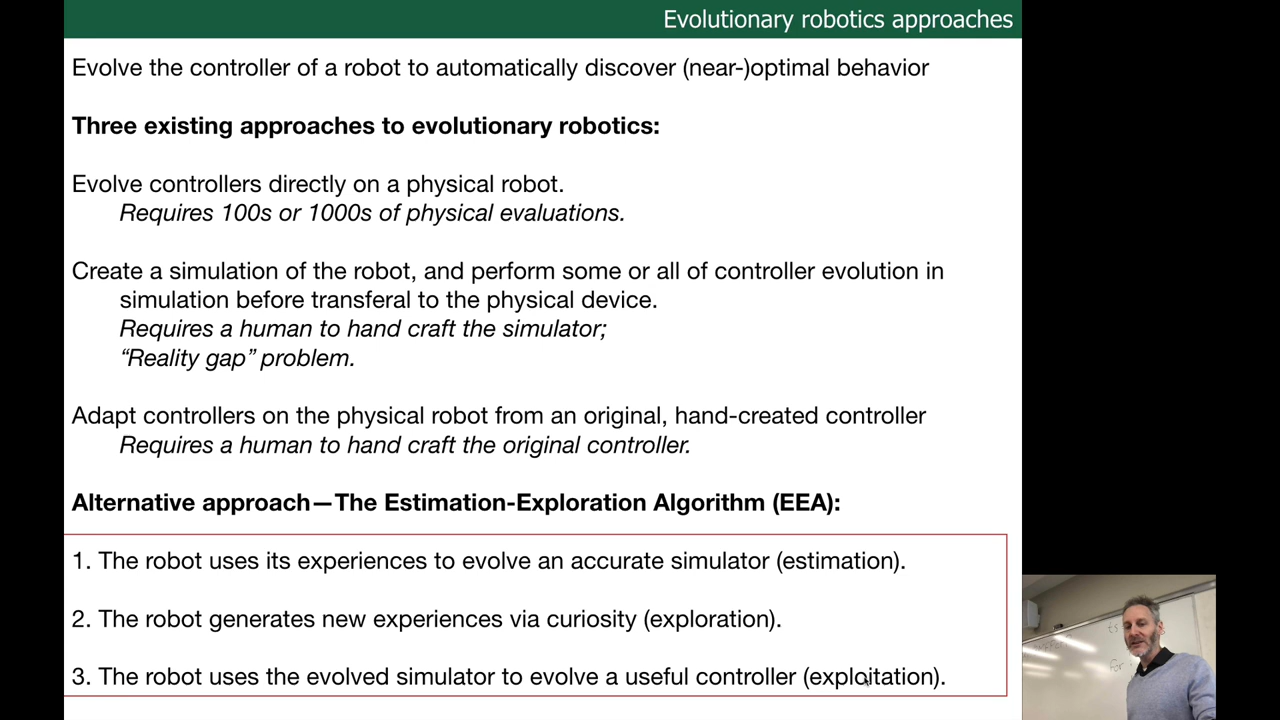 Evolutionary robotics approaches
Evolve the controller of a robot to automatically discover (near-)optimal behavior
Three existing approaches to evolutionary robotics:
Evolve controllers directly on a physical robot.
Requires 100s or 1000s of physical evaluations.
Create a simulation of the robot, and perform some or all of controller evolution in
simulation before transferal to the physical device.
Requires a human to hand craft the simulator;
“Reality gap” problem.
Adapt controllers on the physical robot from an original, hand-created controller
Requires a human to hand craft the original controller.
Alternative approach—The Estimation-Exploration Algorithm (EEA):
1. The robot uses its experiences to evolve an accurate simulator (estimation).
2. The robot generates new experiences via curiosity (exploration).
3. The robot uses the evolved simulator to evolve a useful controller (exploitation).
for